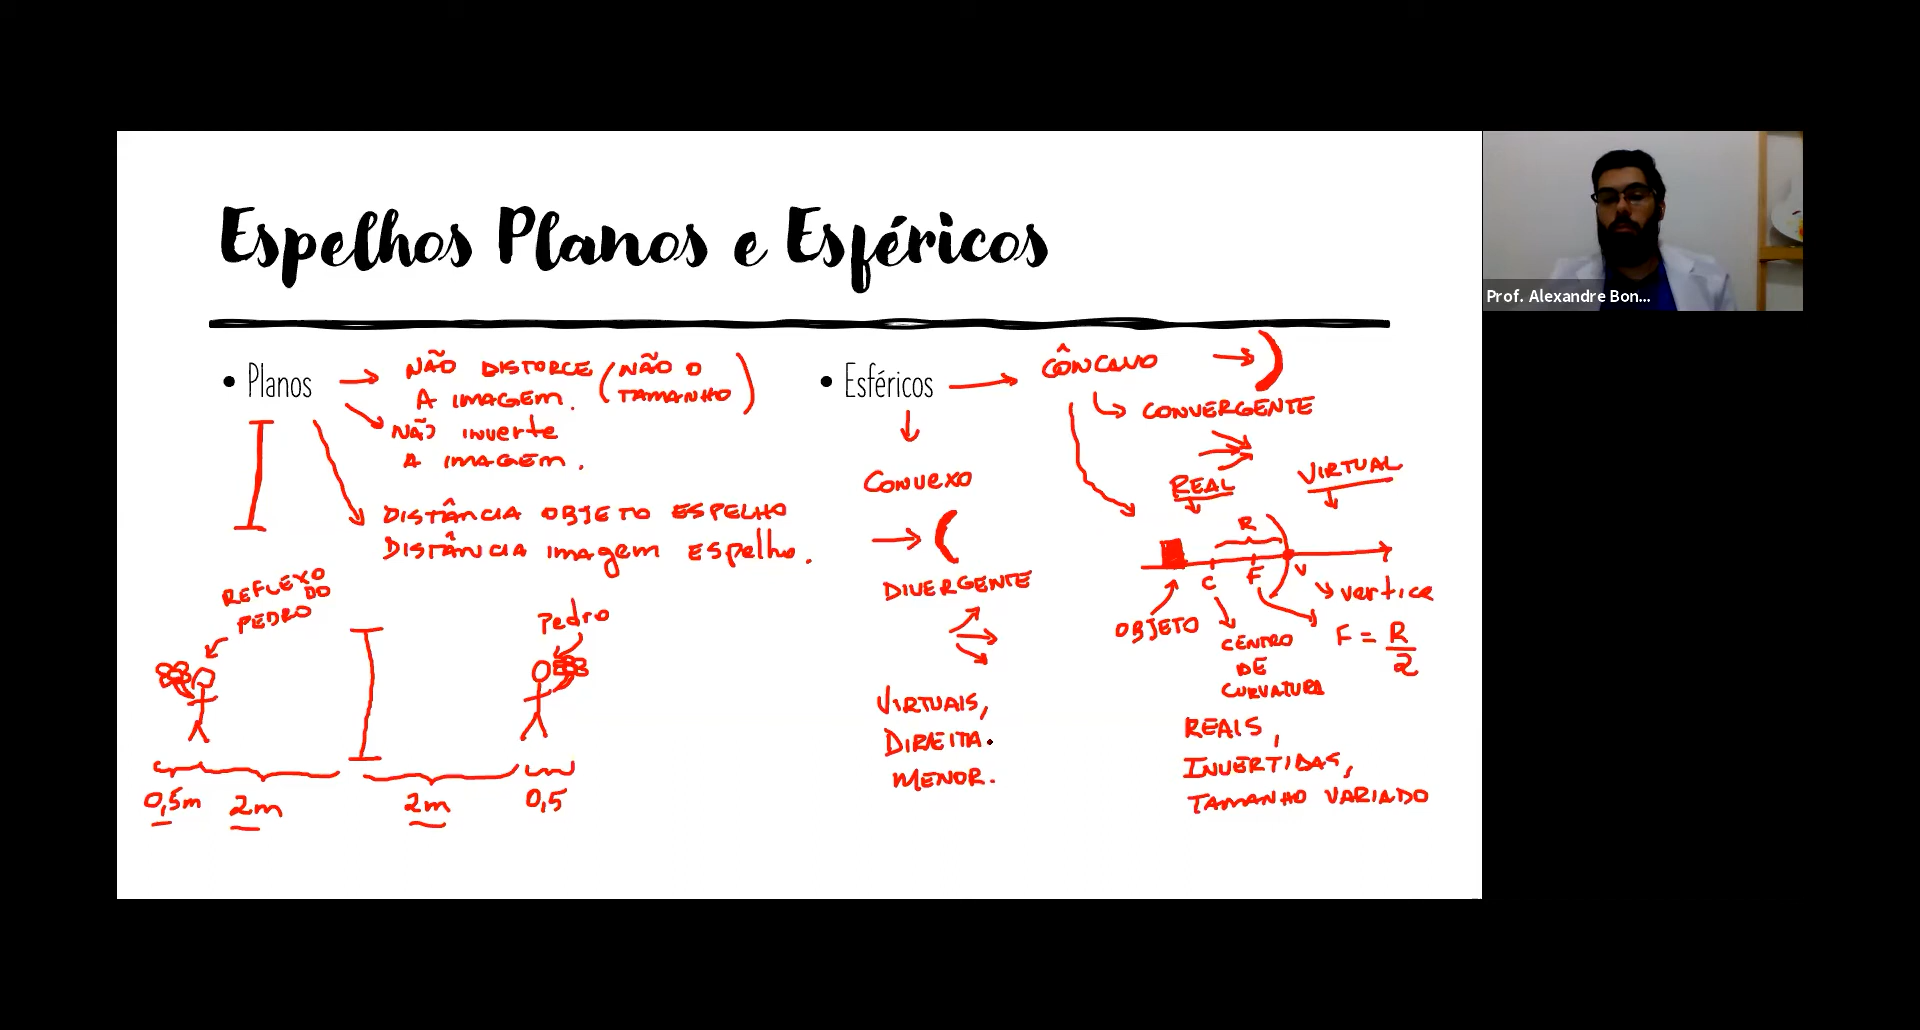 Espelhos Planos e Esféricos
Prof. Alexandre Bon...
• Planos
NÃO DISTORCE (NÃO O
A IMAGEM. TAMANHO)
NÃO inverte
A IMAGEM.
DISTÂNCIA OBJETO ESPELHO
DISTÂNCIA imagem espelho.
REFLEXO
DO
PEDRO
Pedro
0,5m 2m 2m 0,5
• Esféricos
CÔNCAVO
CONVERGENTE
Convexo
DIVERGENTE
VIRTUAIS,
DIREITA.
MENOR.
REAL
VIRTUAL
R
C F V
vertice
OBJETO
CENTRO
DE
CURVATURA
F = R
2
REAIS,
INVERTIDAS,
TAMANHO VARIADO